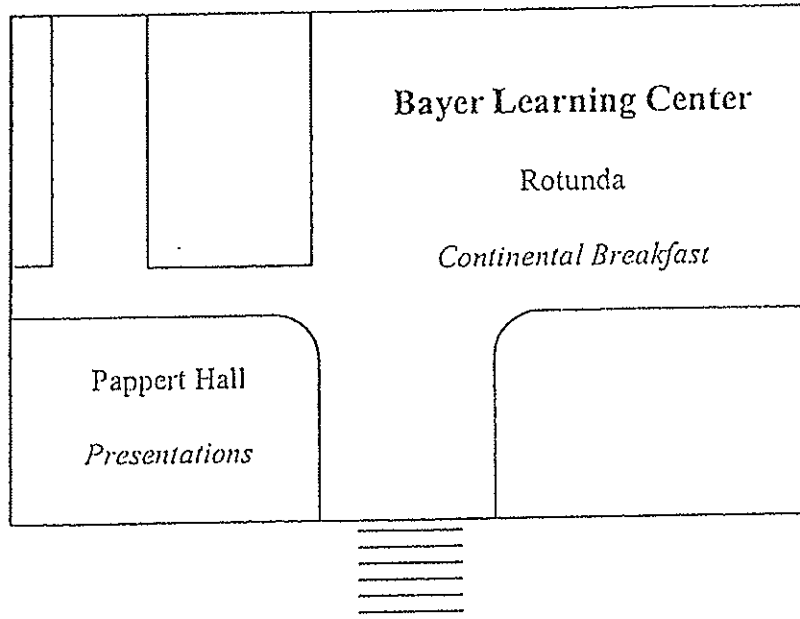 Bayer Learning Center
Rotunda
Continental Breakfast
Pappert Hall
Presentations